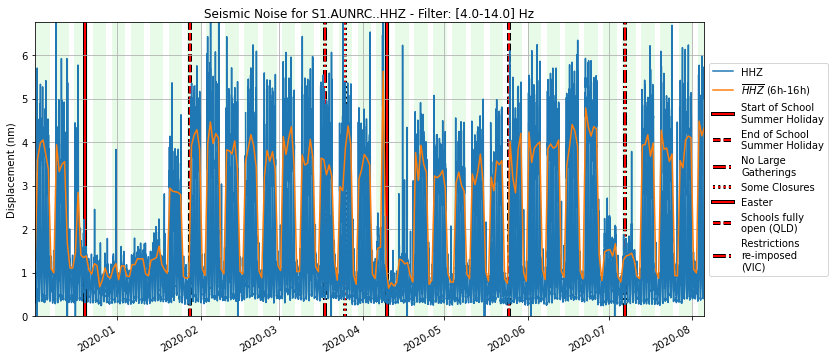 Seismic Noise for S1.AUNRC..HHZ - Filter: [4.0-14.0] Hz
Displacement (nm)
6
5
4
3
2
1
0
2020-01
2020-02
2020-03
2020-04
2020-05
2020-06
2020-07
2020-08
HHZ
HHZ (6h-16h)
Start of School
Summer Holiday
End of School
Summer Holiday
No Large
Gatherings
Some Closures
Easter
Schools fully
open (QLD)
Restrictions
re-imposed
(VIC)